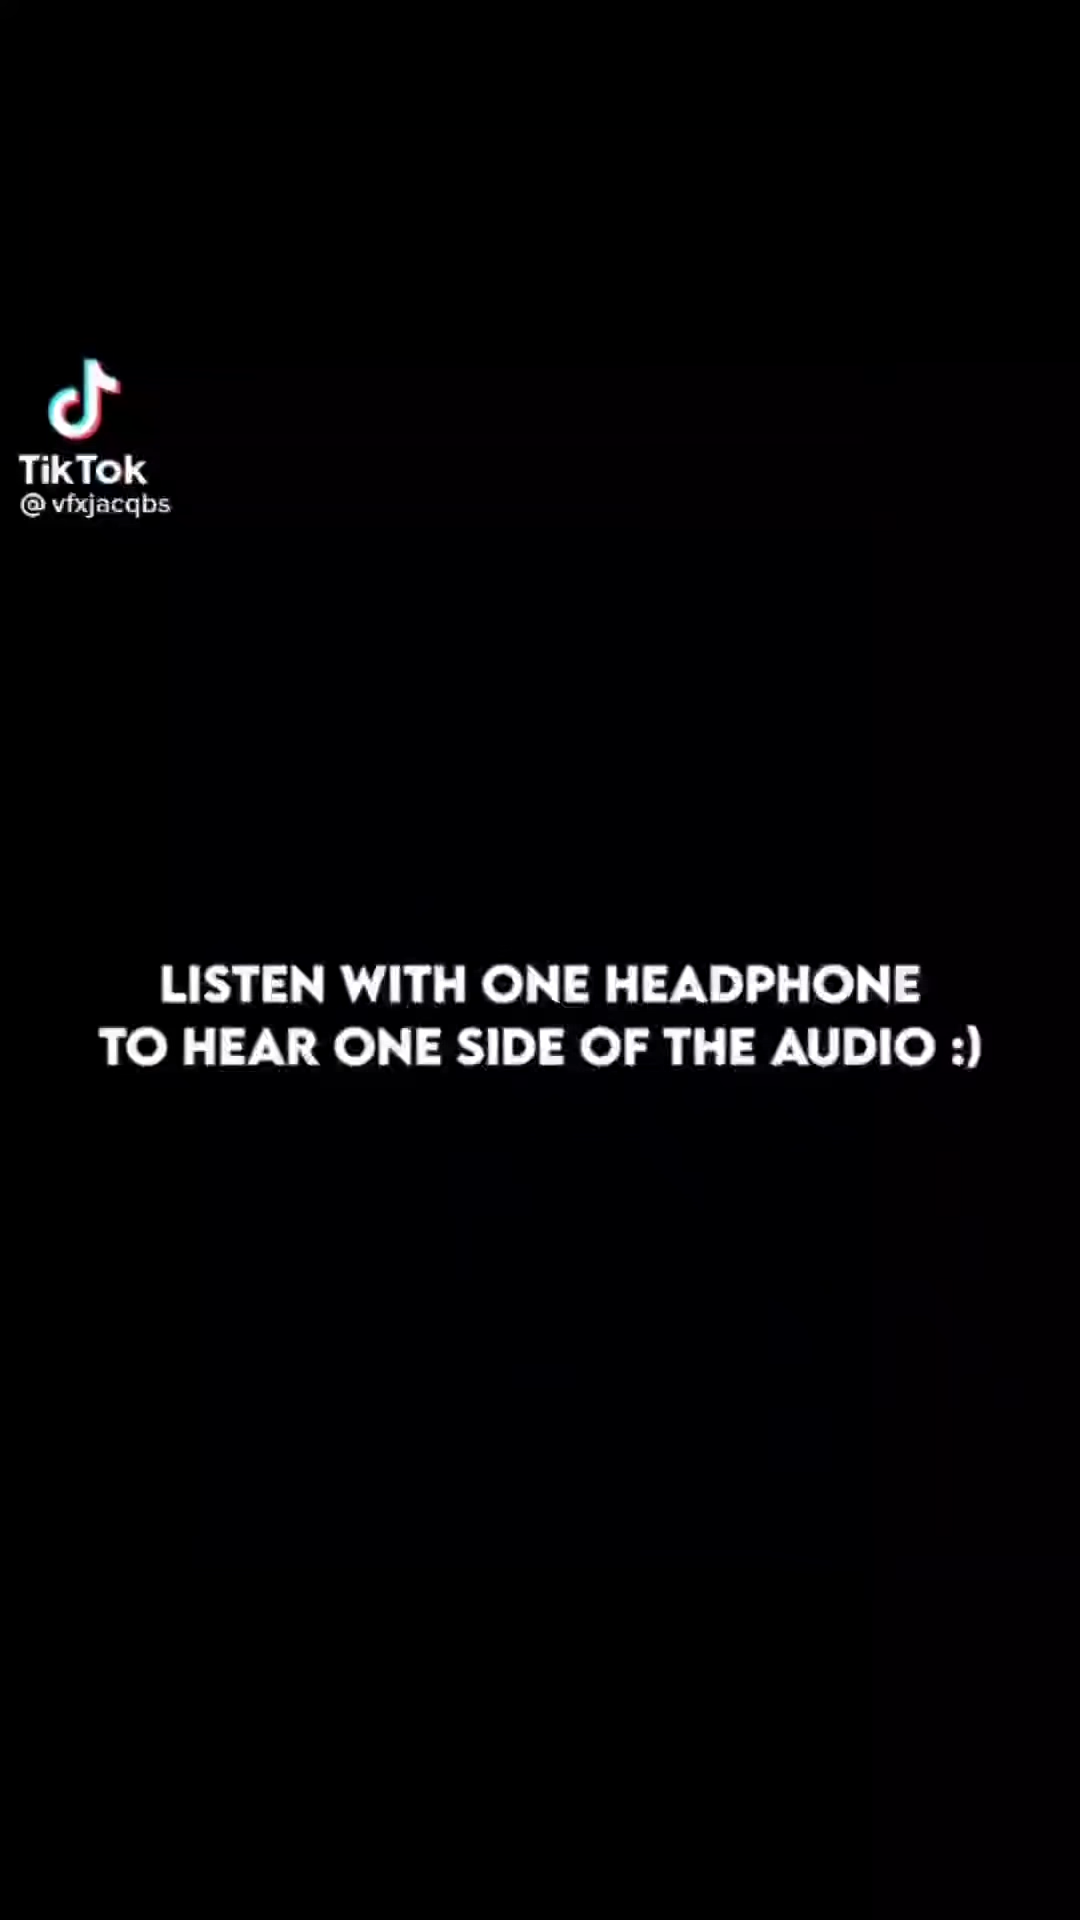 TikTok
@ vfxjacqbs
LISTEN WITH ONE HEADPHONE
TO HEAR ONE SIDE OF THE AUDIO :)